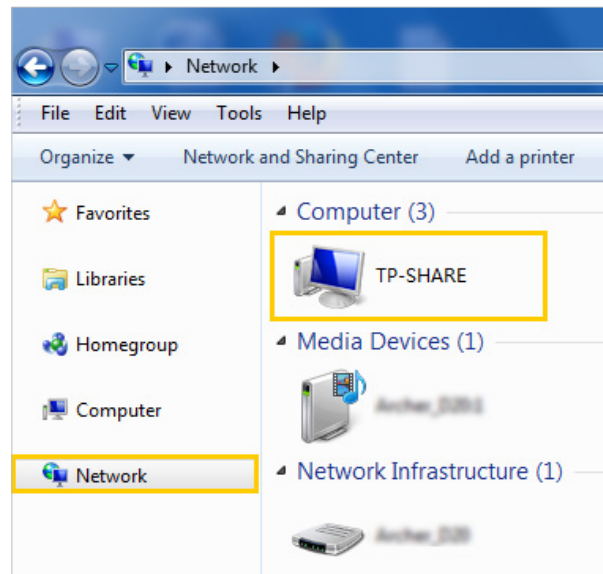 Network
File Edit View Tools Help
Organize Network and Sharing Center Add a printer
Favorites
Libraries
Homegroup
Computer
Network
Computer (3)
TP-SHARE
Media Devices (1)
Network Infrastructure (1)